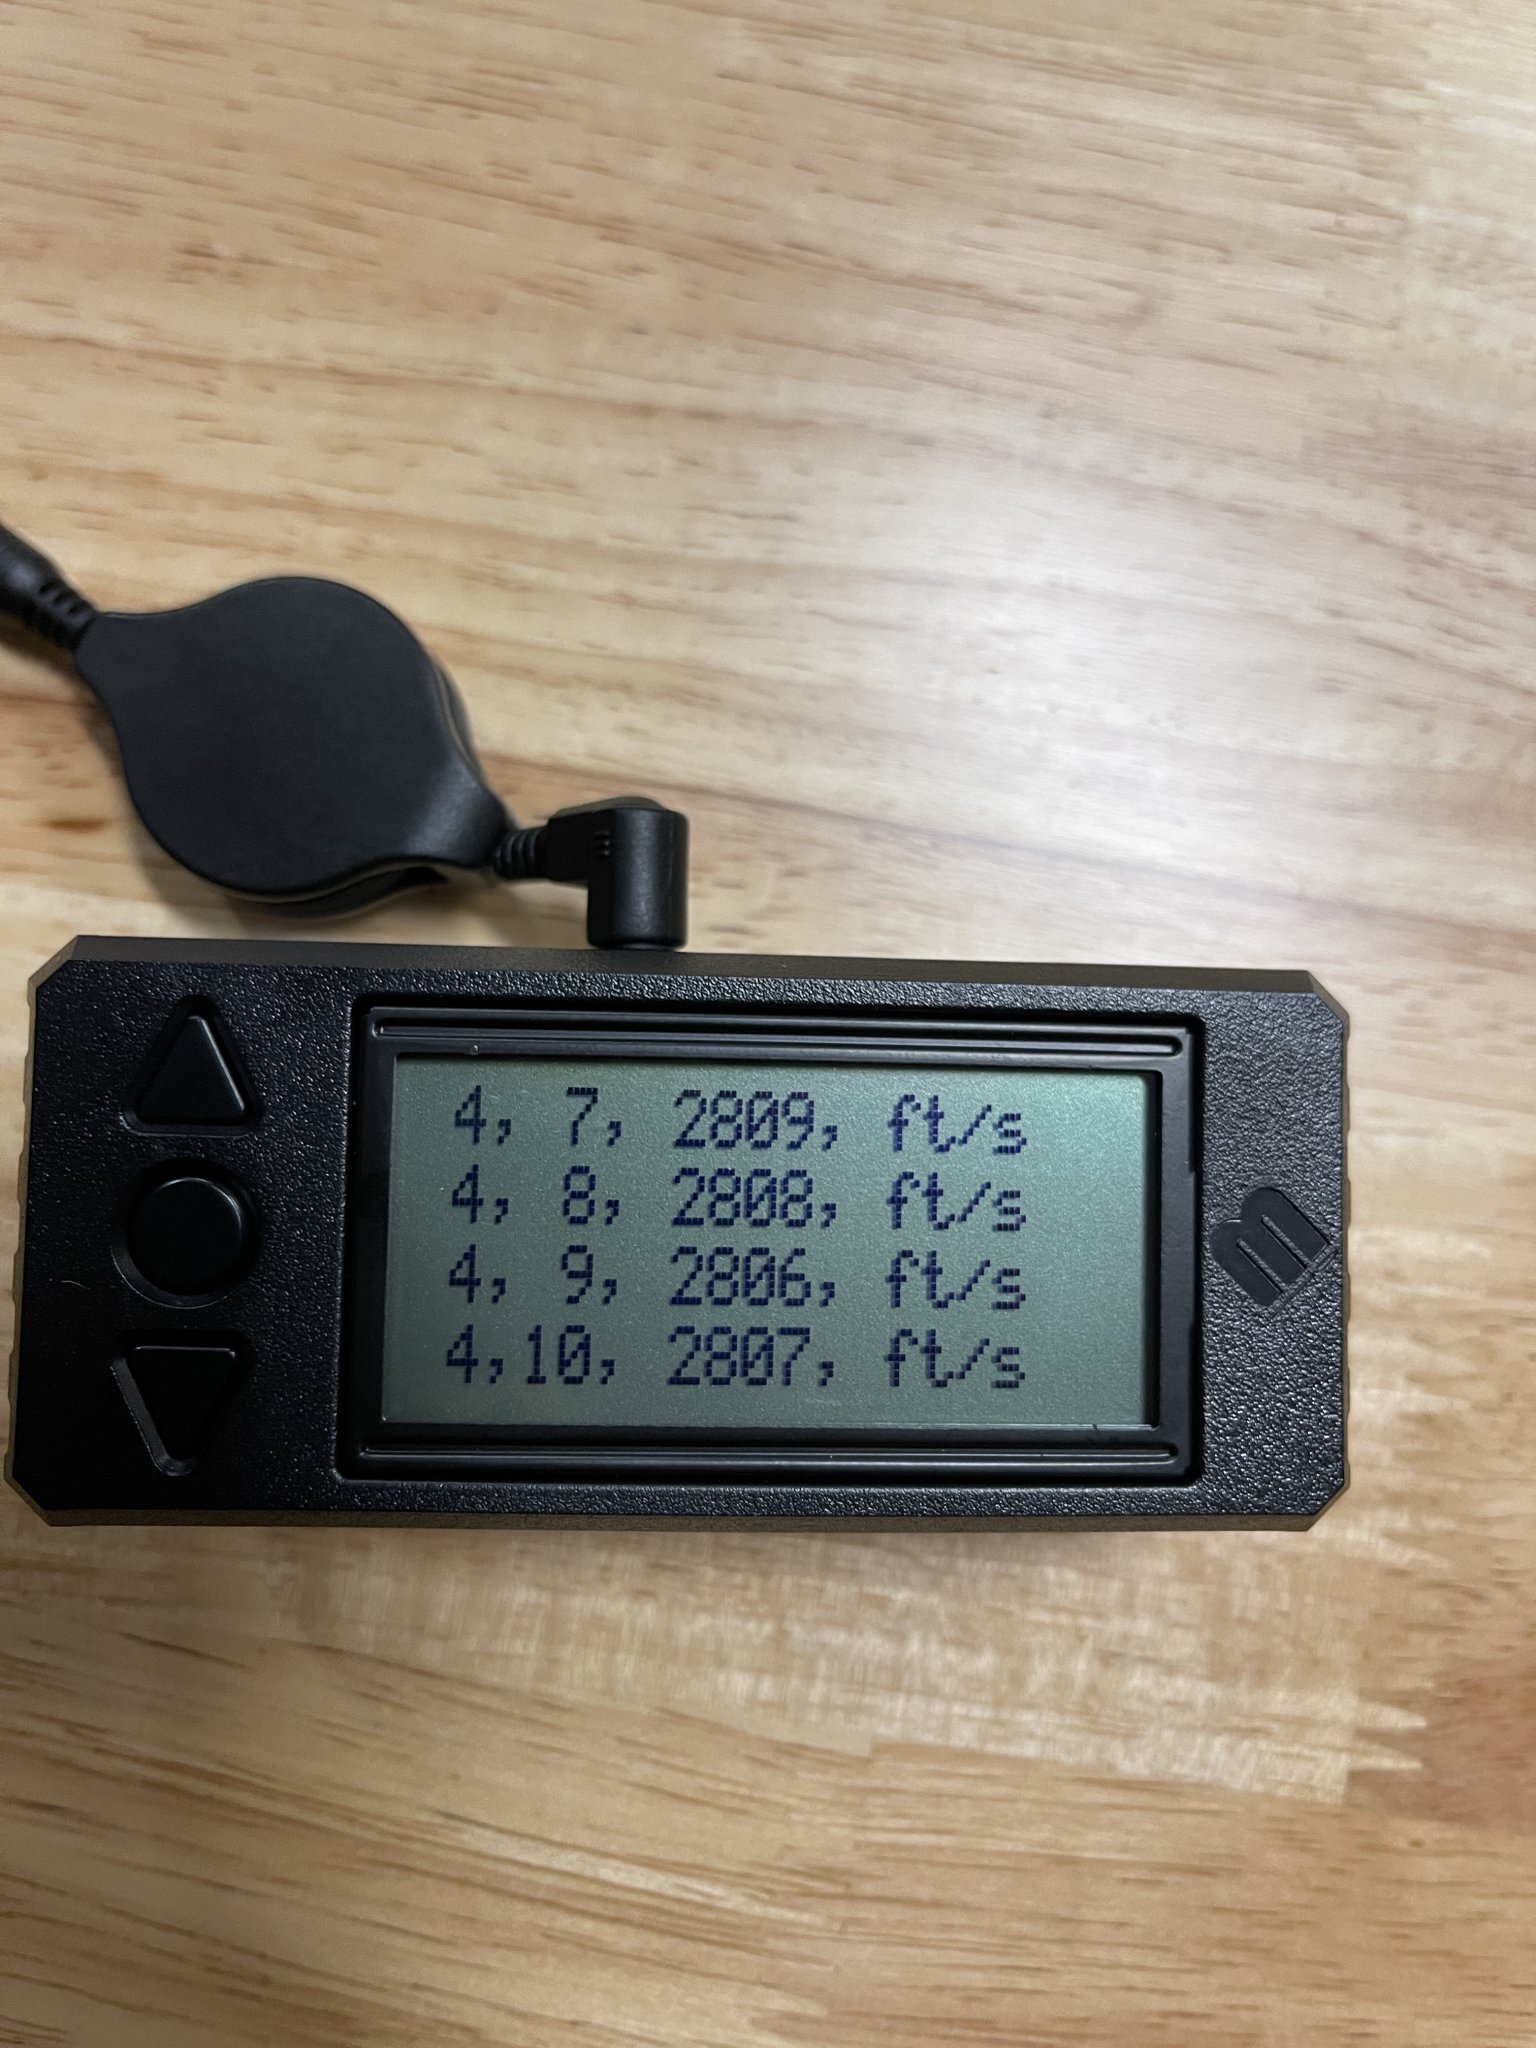 4, 7, 2809, ft/s
4, 8, 2808, ft/s
4, 9, 2806, ft/s
4,10, 2807, ft/s
m